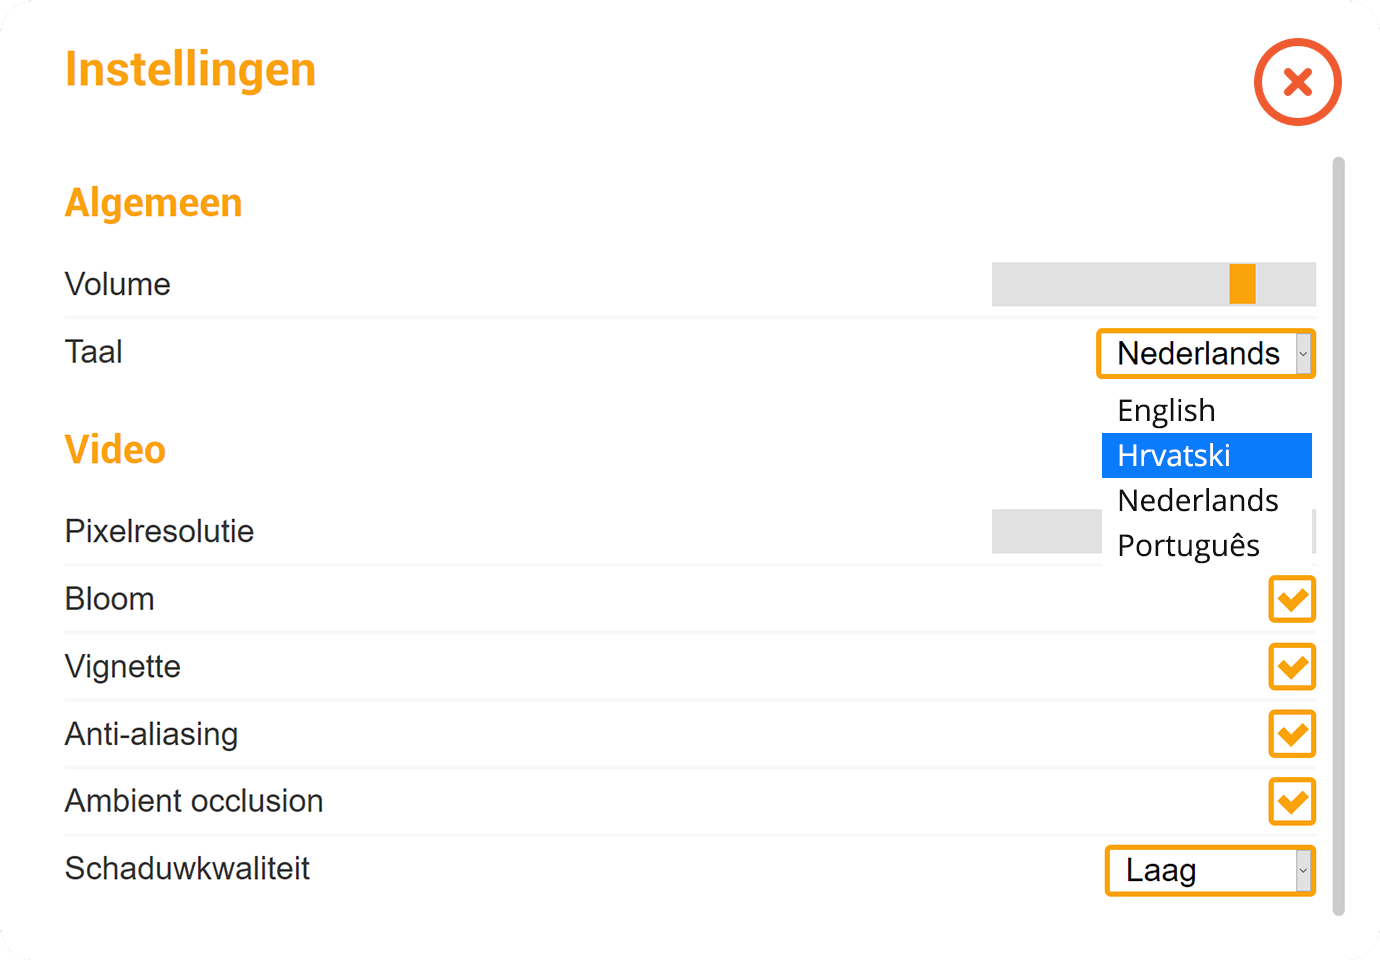 Instellingen
Algemeen
Volume
Taal
Nederlands
English
Hrvatski
Nederlands
Português
Video
Pixelresolutie
Bloom
Vignette
Anti-aliasing
Ambient occlusion
Schaduwkwaliteit
Laag